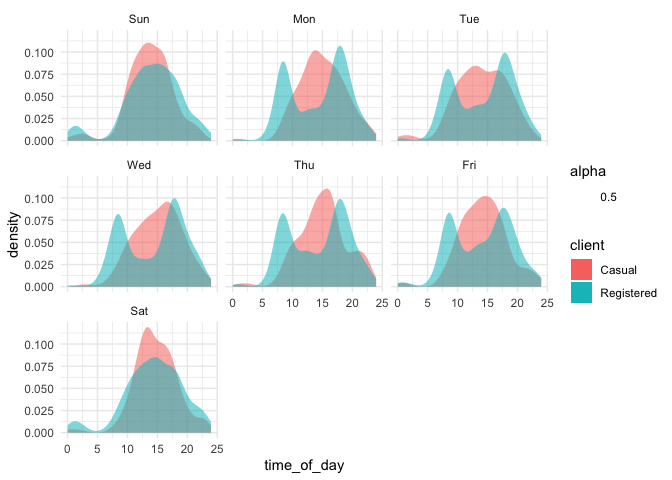 Sun Mon Tue
0.100
0.075
0.050
0.025
0.000
Wed Thu Fri
0.100
0.075
0.050
0.025
0.000
0 5 10 15 20 25 0 5 10 15 20 25
Sat
0.100
0.075
0.050
0.025
0.000
0 5 10 15 20 25
time_of_day
density
alpha
0.5
client
Casual
Registered